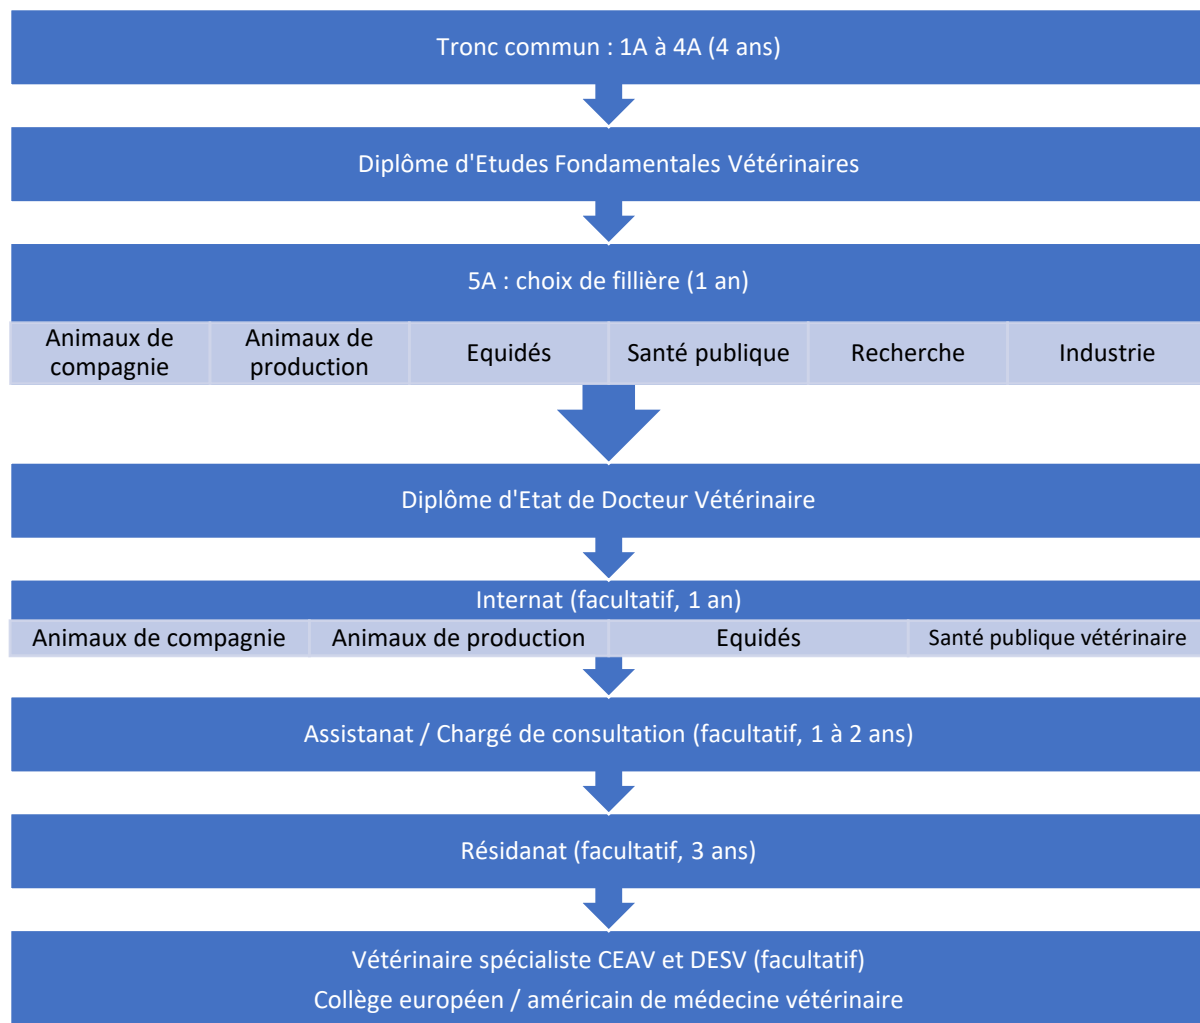 Tronc commun : 1A à 4A (4 ans)
Diplôme d'Etudes Fondamentales Vétérinaires
5A : choix de fillière (1 an)
Animaux de
compagnie
Animaux de
production
Equidés
Santé publique
Recherche
Industrie
Diplôme d'Etat de Docteur Vétérinaire
Internat (facultatif, 1 an)
Animaux de compagnie
Animaux de production
Equidés
Santé publique vétérinaire
Assistanat / Chargé de consultation (facultatif, 1 à 2 ans)
Résidanat (facultatif, 3 ans)
Vétérinaire spécialiste CEAV et DESV (facultatif)
Collège européen / américain de médecine vétérinaire